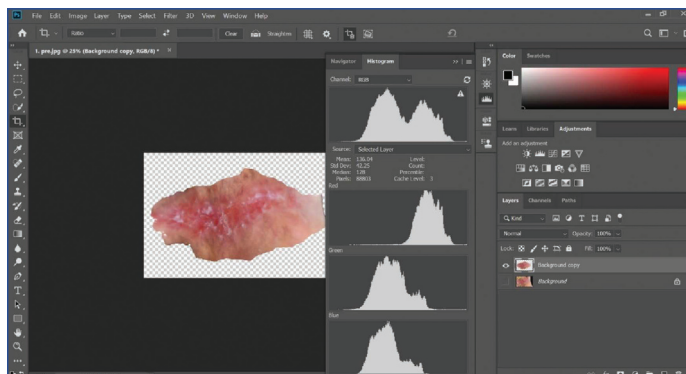 Ps File Edit Image Layer Type Select Filter 3D View Window Help
Ratio Clear Straighten
I. pre.jpg @ 25% (Background copy, RGB/8) * ×
Navigator Histogram
Channel: RGB
Source: Selected Layer
Mean: 136.04 Level:
Std Dev: 42.25 Count:
Median: 128 Percentile:
Pixels: 88803 Cache Level: 3
Red
Green
Blue
Color Swatches
Learn Libraries Adjustments
Add an adjustment
Layers Channels Paths
Kind
Normal Opacity: 100%
Lock: Fill: 100%
Background copy
Background